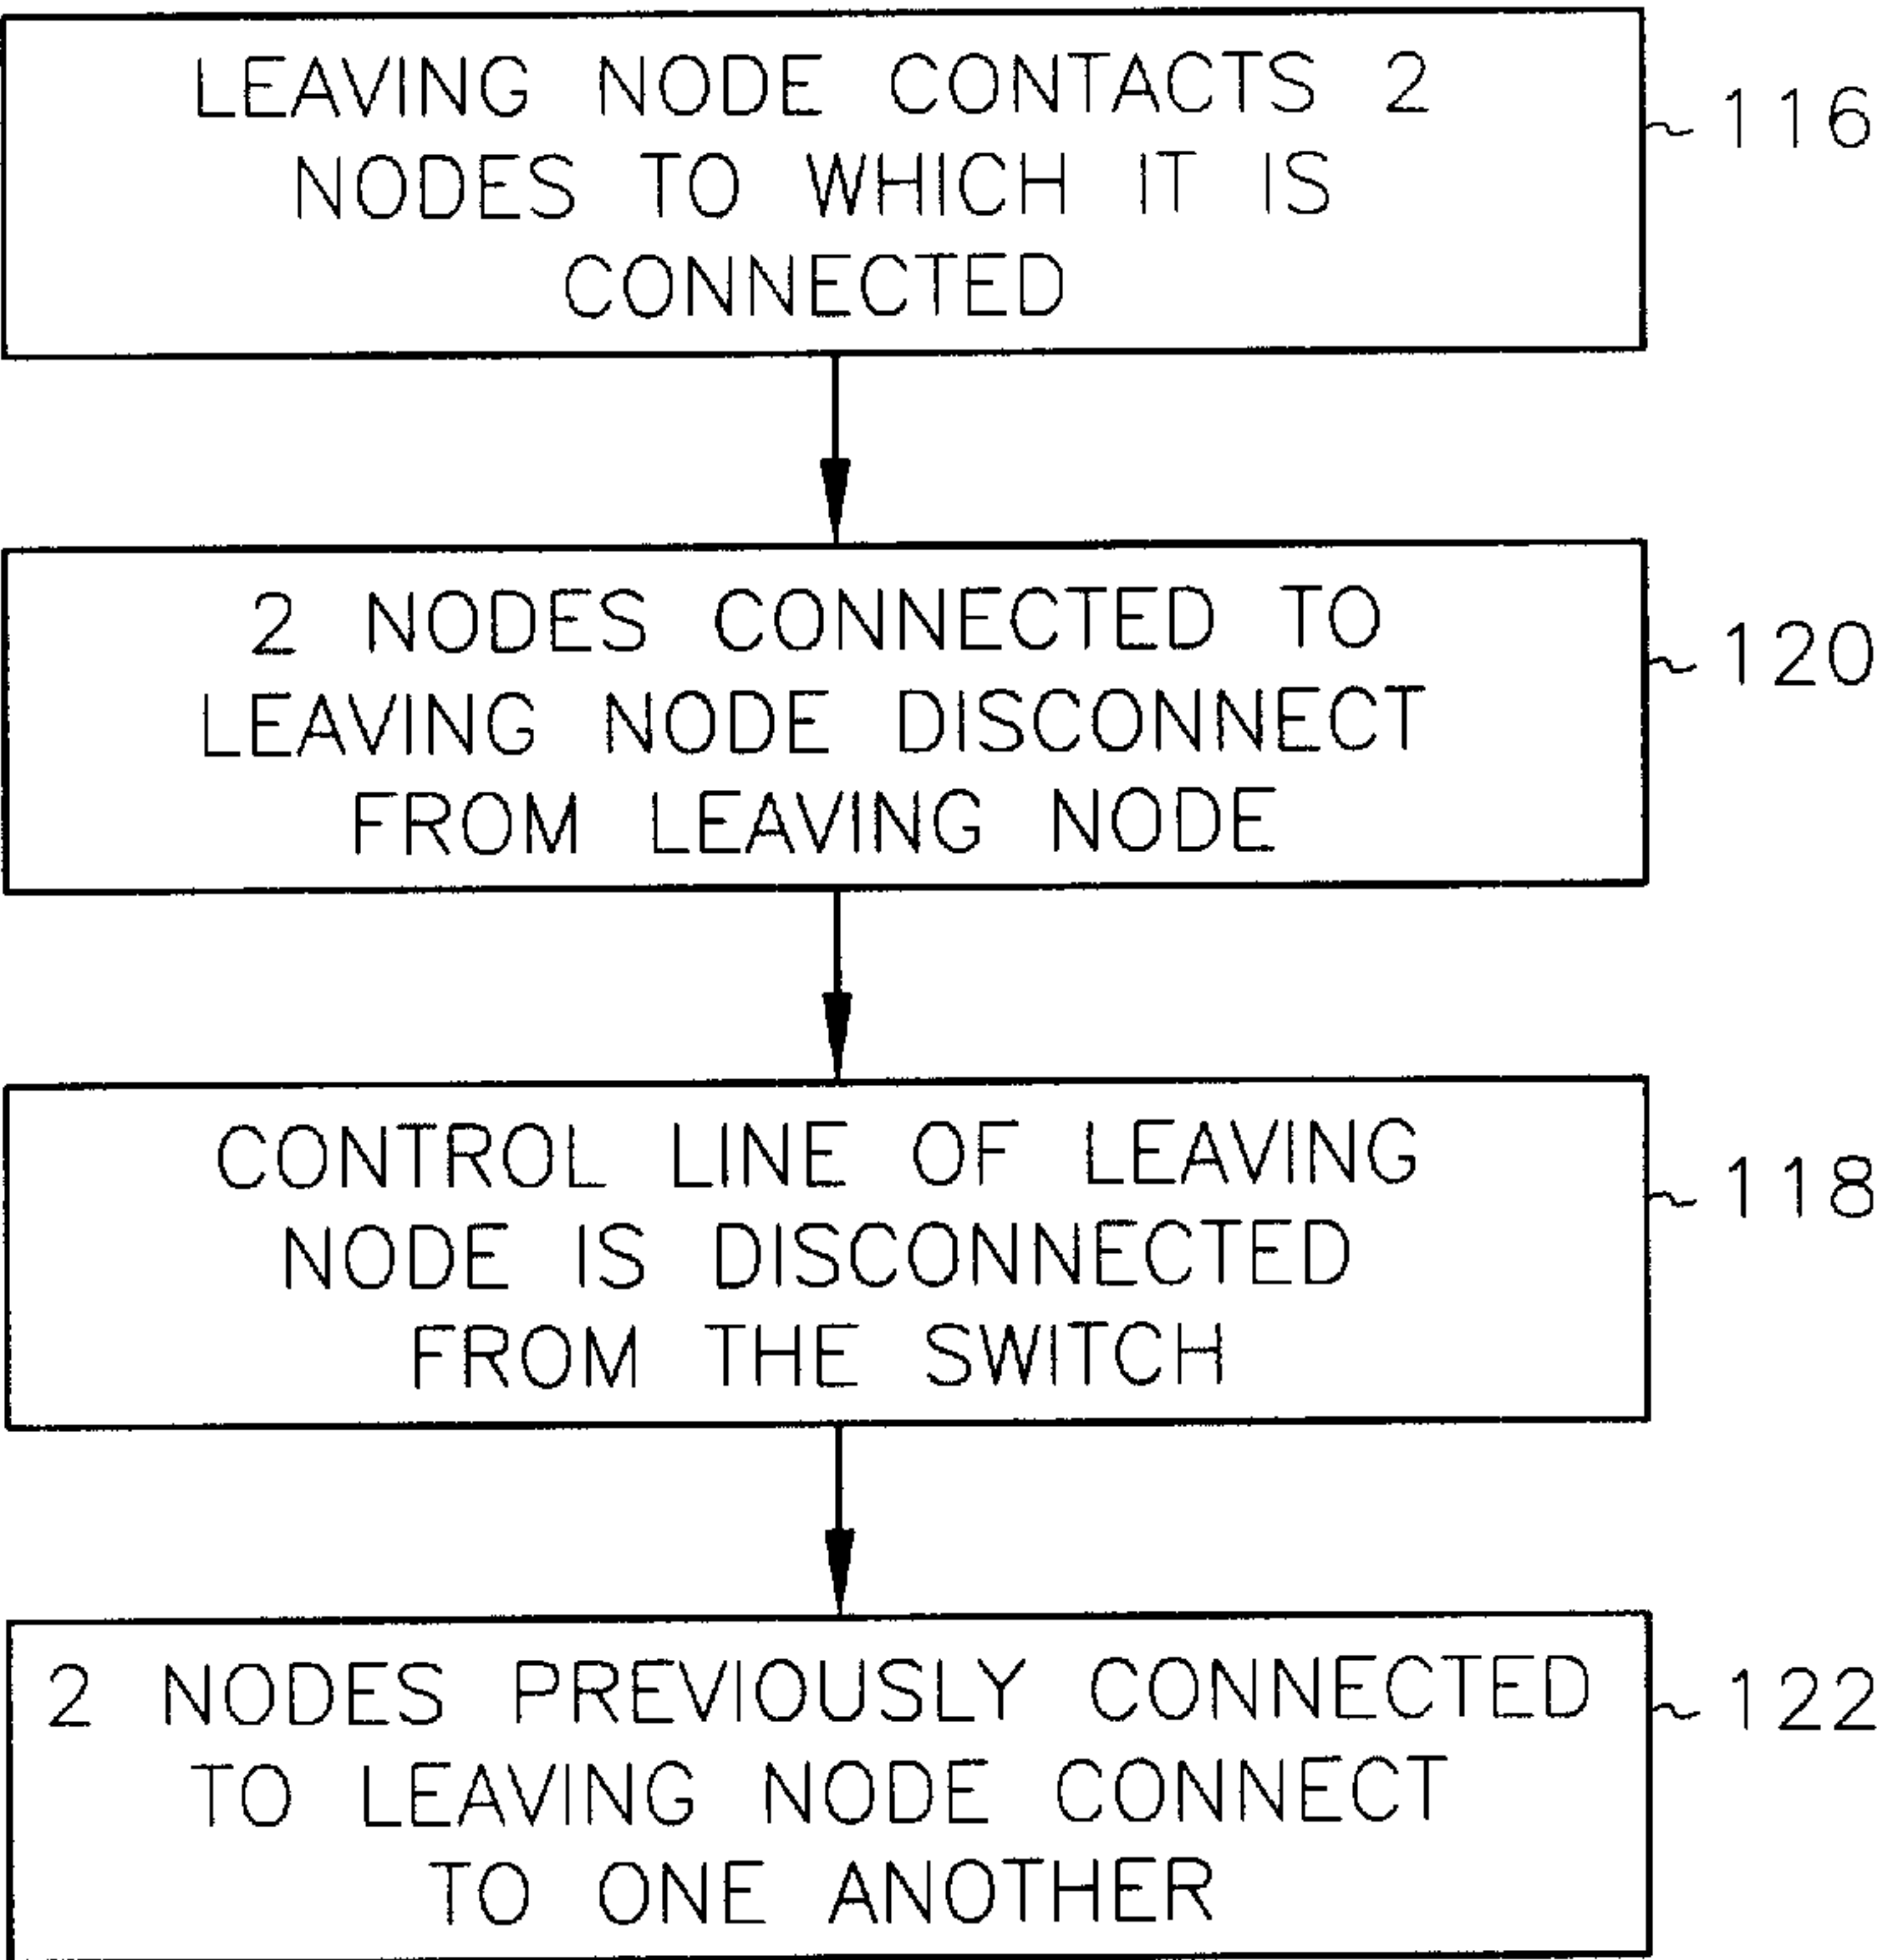 LEAVING NODE CONTACTS 2
NODES TO WHICH IT IS
CONNECTED
116
2 NODES CONNECTED TO
LEAVING NODE DISCONNECT
FROM LEAVING NODE
120
CONTROL LINE OF LEAVING
NODE IS DISCONNECTED
FROM THE SWITCH
118
2 NODES PREVIOUSLY CONNECTED
TO LEAVING NODE CONNECT
TO ONE ANOTHER
122